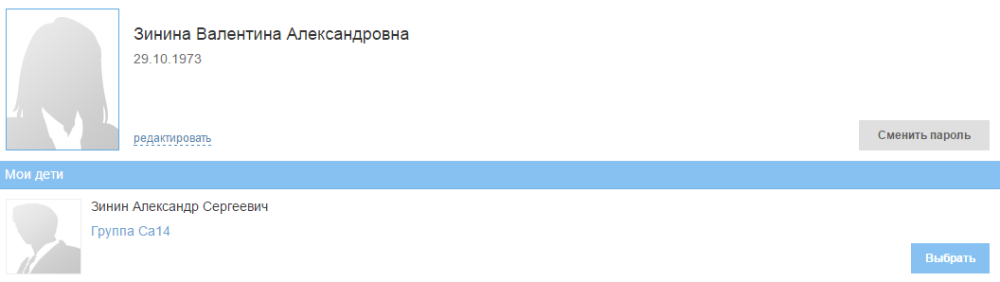 Зинина Валентина Александровна
29.10.1973
редактировать
Сменить пароль
Мои дети
Зинин Александр Сергеевич
Группа Са14
Выбрать